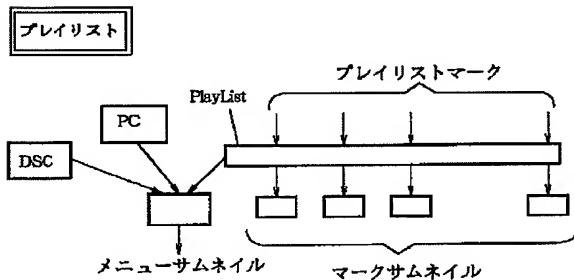 プレイリスト
プレイリストマーク
PlayList
PC
DSC
メニューサムネイル
マークサムネイル